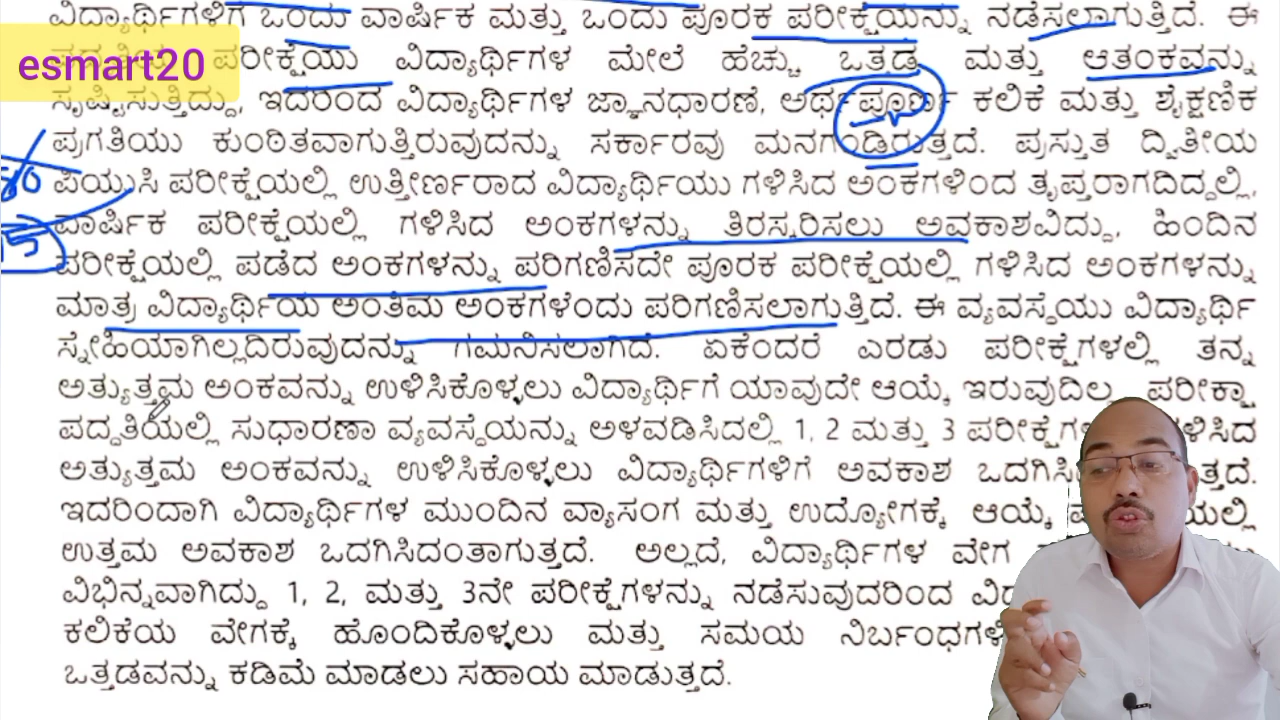 ವಿದ್ಯಾರ್ಥಿಗಳಿಗೆ ಒಂದು ವಾರ್ಷಿಕ ಮತ್ತು ಒಂದು ಪೂರಕ ಪರೀಕ್ಷೆಯನ್ನು ನಡೆಸಲಾಗುತ್ತಿದೆ. ಈ
esmart20
ಪರೀಕ್ಷೆಯು ವಿದ್ಯಾರ್ಥಿಗಳ ಮೇಲೆ ಹೆಚ್ಚು ಒತ್ತಡ ಮತ್ತು ಆತಂಕವನ್ನು
ಸೃಷ್ಟಿಸುತ್ತಿದ್ದು, ಇದರಿಂದ ವಿದ್ಯಾರ್ಥಿಗಳ ಜ್ಞಾನಧಾರಣೆ, ಅರ್ಥಪೂರ್ಣ ಕಲಿಕೆ ಮತ್ತು ಶೈಕ್ಷಣಿಕ
ಪ್ರಗತಿಯು ಕುಂಠಿತವಾಗುತ್ತಿರುವುದನ್ನು ಸರ್ಕಾರವು ಮನಗಂಡಿರುತ್ತದೆ. ಪ್ರಸ್ತುತ ದ್ವಿತೀಯ
ಪಿಯುಸಿ ಪರೀಕ್ಷೆಯಲ್ಲಿ ಉತ್ತೀರ್ಣರಾದ ವಿದ್ಯಾರ್ಥಿಯು ಗಳಿಸಿದ ಅಂಕಗಳಿಂದ ತೃಪ್ತರಾಗದಿದ್ದಲ್ಲಿ,
ವಾರ್ಷಿಕ ಪರೀಕ್ಷೆಯಲ್ಲಿ ಗಳಿಸಿದ ಅಂಕಗಳನ್ನು ತಿರಸ್ಕರಿಸಲು ಅವಕಾಶವಿದ್ದು, ಹಿಂದಿನ
ಪರೀಕ್ಷೆಯಲ್ಲಿ ಪಡೆದ ಅಂಕಗಳನ್ನು ಪರಿಗಣಿಸದೇ ಪೂರಕ ಪರೀಕ್ಷೆಯಲ್ಲಿ ಗಳಿಸಿದ ಅಂಕಗಳನ್ನು
ಮಾತ್ರ ವಿದ್ಯಾರ್ಥಿಯ ಅಂತಿಮ ಅಂಕಗಳೆಂದು ಪರಿಗಣಿಸಲಾಗುತ್ತಿದೆ. ಈ ವ್ಯವಸ್ಥೆಯು ವಿದ್ಯಾರ್ಥಿ
ಸ್ನೇಹಿಯಾಗಿಲ್ಲದಿರುವುದನ್ನು ಗಮನಿಸಲಾಗಿದೆ. ಏಕೆಂದರೆ ಎರಡು ಪರೀಕ್ಷೆಗಳಲ್ಲಿ ತನ್ನ
ಅತ್ಯುತ್ತಮ ಅಂಕವನ್ನು ಉಳಿಸಿಕೊಳ್ಳಲು ವಿದ್ಯಾರ್ಥಿಗೆ ಯಾವುದೇ ಆಯ್ಕೆ ಇರುವುದಿಲ್ಲ. ಪರೀಕ್ಷಾ
ಪದ್ಧತಿಯಲ್ಲಿ ಸುಧಾರಣಾ ವ್ಯವಸ್ಥೆಯನ್ನು ಅಳವಡಿಸಿದಲ್ಲಿ 1, 2 ಮತ್ತು 3
ಅತ್ಯುತ್ತಮ ಅಂಕವನ್ನು ಉಳಿಸಿಕೊಳ್ಳಲು ವಿದ್ಯಾರ್ಥಿಗಳಿಗೆ ಅವಕಾಶ
ಇದರಿಂದಾಗಿ ವಿದ್ಯಾರ್ಥಿಗಳ ಮುಂದಿನ ವ್ಯಾಸಂಗ ಮತ್ತು ಉದ್ಯೋಗಕ್ಕೆ ಆಯ್ಕೆ
ಉತ್ತಮ ಅವಕಾಶ ಒದಗಿಸಿದಂತಾಗುತ್ತದೆ. ಅಲ್ಲದೆ, ವಿದ್ಯಾರ್ಥಿಗಳ ವೇಗ
ವಿಭಿನ್ನವಾಗಿದ್ದು 1, 2, ಮತ್ತು 3ನೇ ಪರೀಕ್ಷೆಗಳನ್ನು ನಡೆಸುವುದರಿಂದ
ಕಲಿಕೆಯ ವೇಗಕ್ಕೆ ಹೊಂದಿಕೊಳ್ಳಲು ಮತ್ತು ಸಮಯ
ಒತ್ತಡವನ್ನು ಕಡಿಮೆ ಮಾಡಲು ಸಹಾಯ ಮಾಡುತ್ತದೆ.